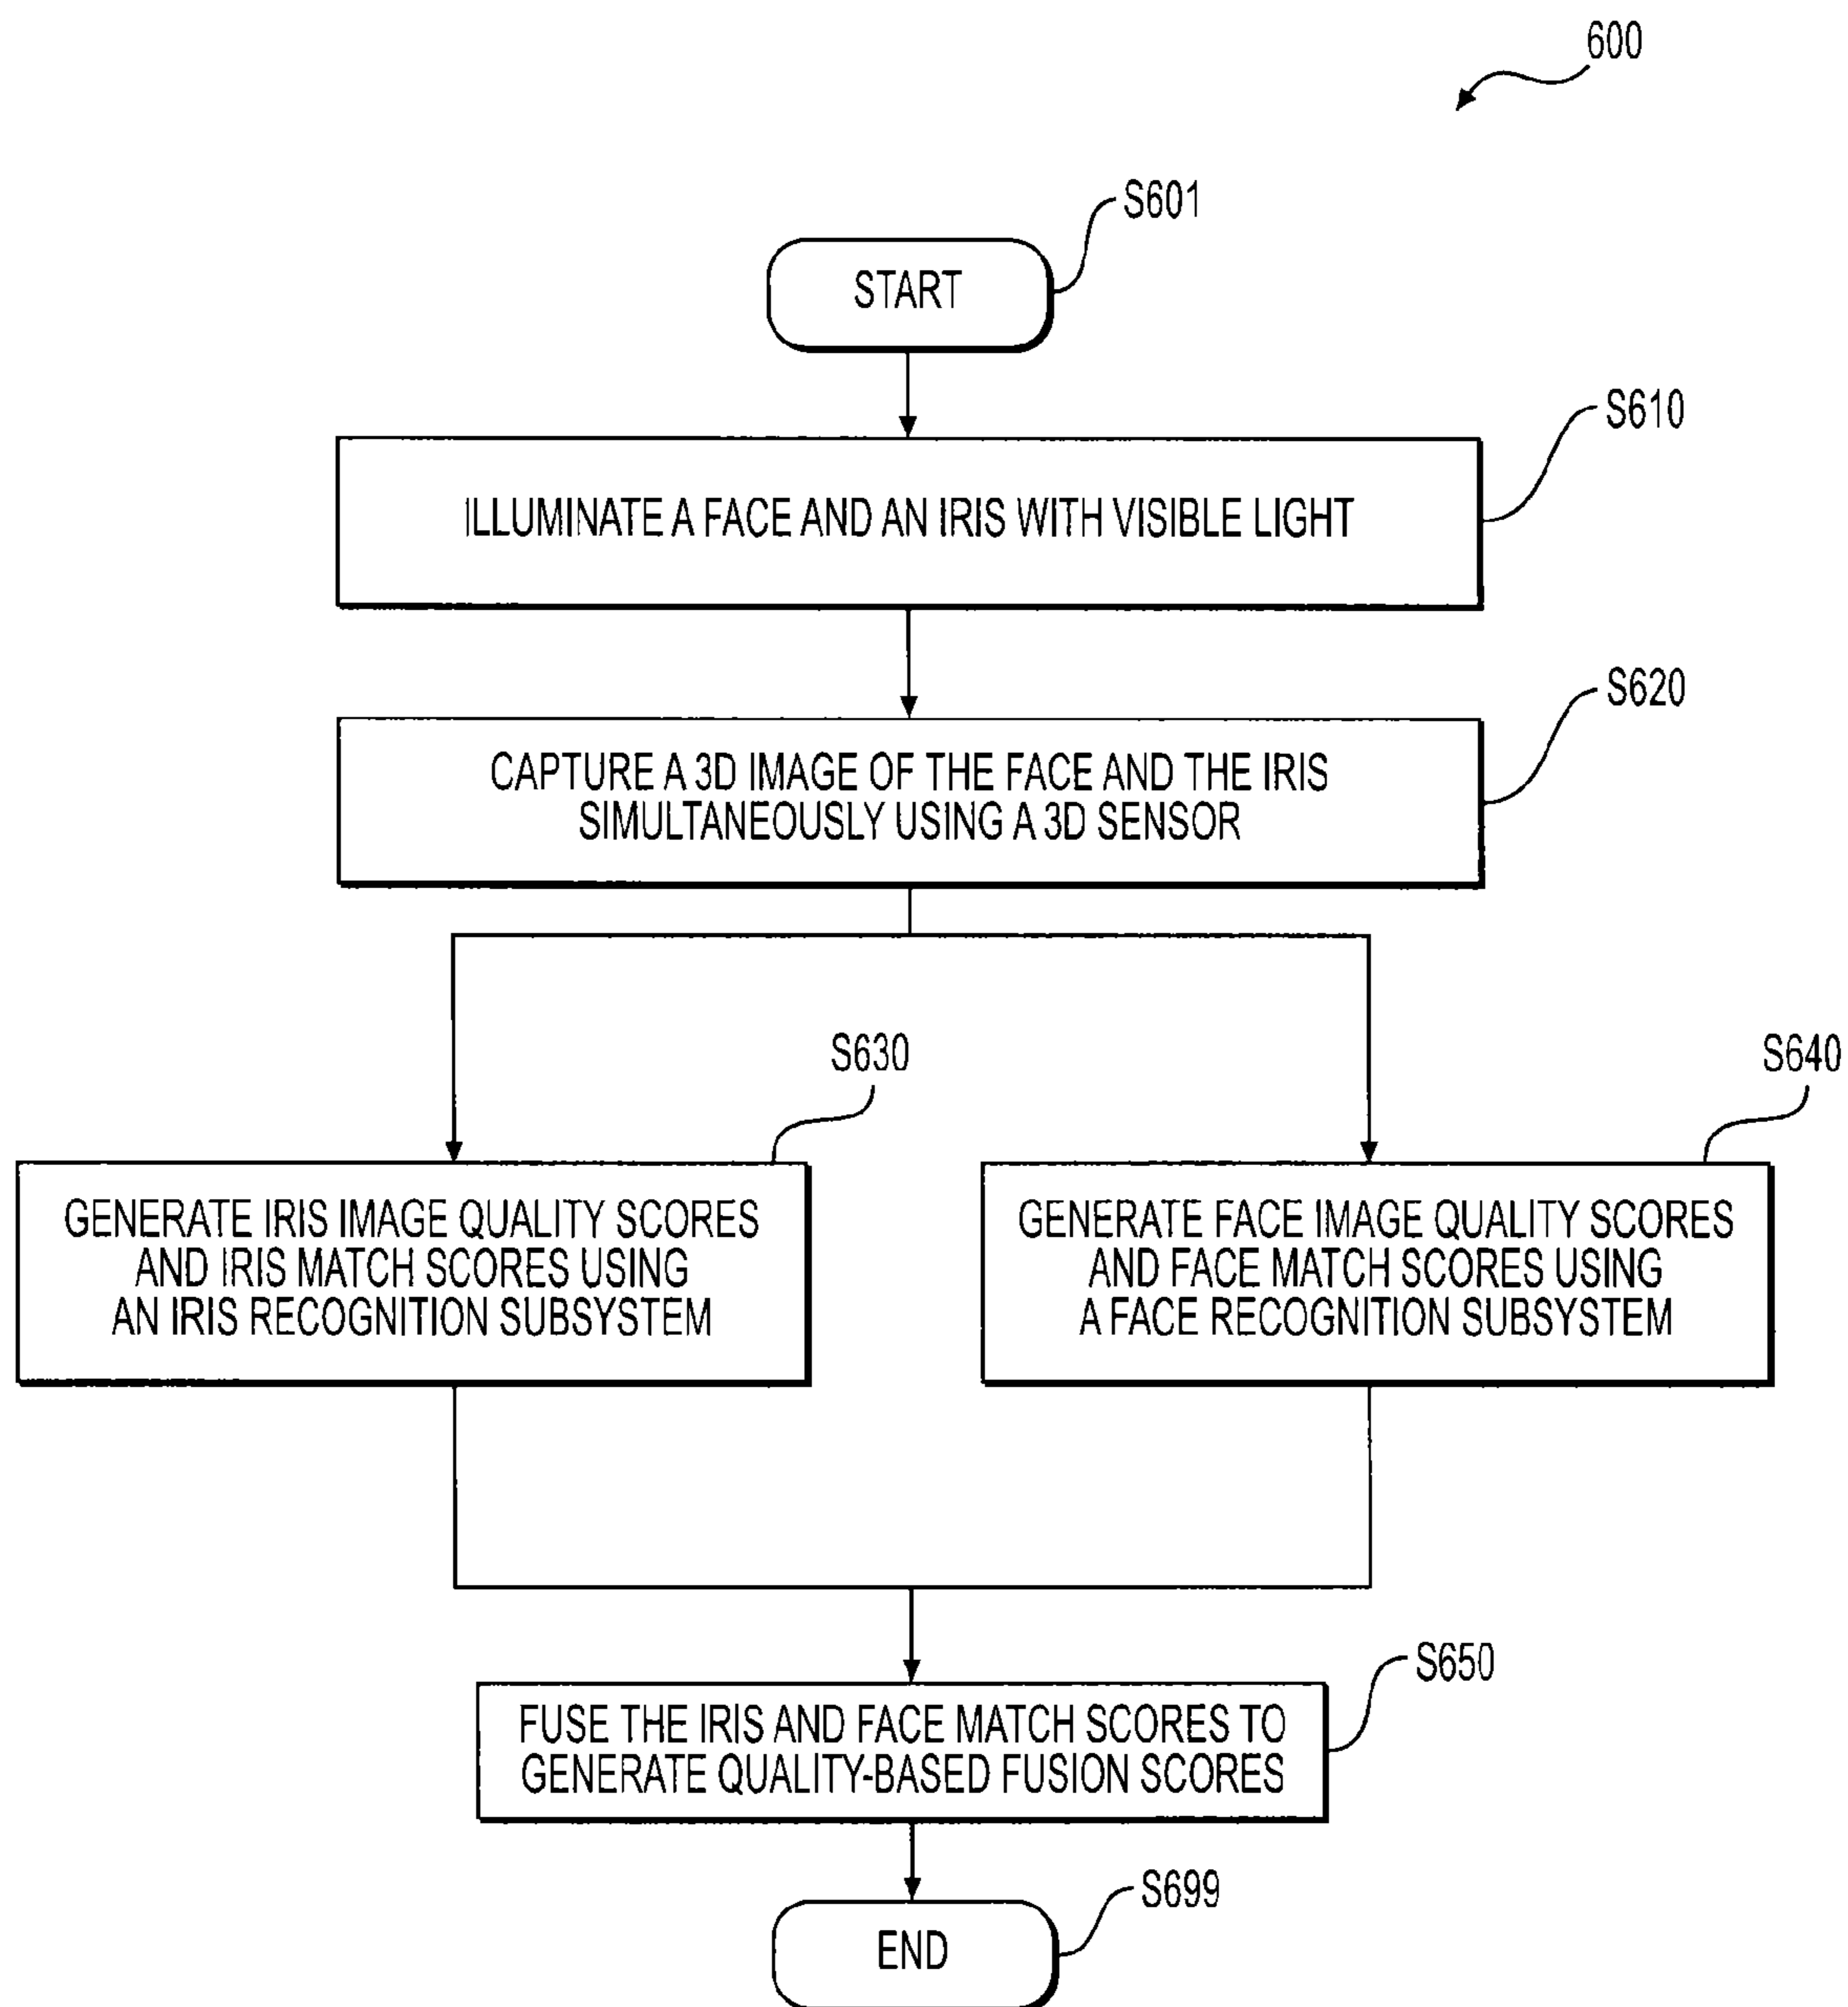 600
S601
START
S610
ILLUMINATE A FACE AND AN IRIS WITH VISIBLE LIGHT
S620
CAPTURE A 3D IMAGE OF THE FACE AND THE IRIS
SIMULTANEOUSLY USING A 3D SENSOR
S630
GENERATE IRIS IMAGE QUALITY SCORES
AND IRIS MATCH SCORES USING
AN IRIS RECOGNITION SUBSYSTEM
S640
GENERATE FACE IMAGE QUALITY SCORES
AND FACE MATCH SCORES USING
A FACE RECOGNITION SUBSYSTEM
S650
FUSE THE IRIS AND FACE MATCH SCORES TO
GENERATE QUALITY-BASED FUSION SCORES
S699
END